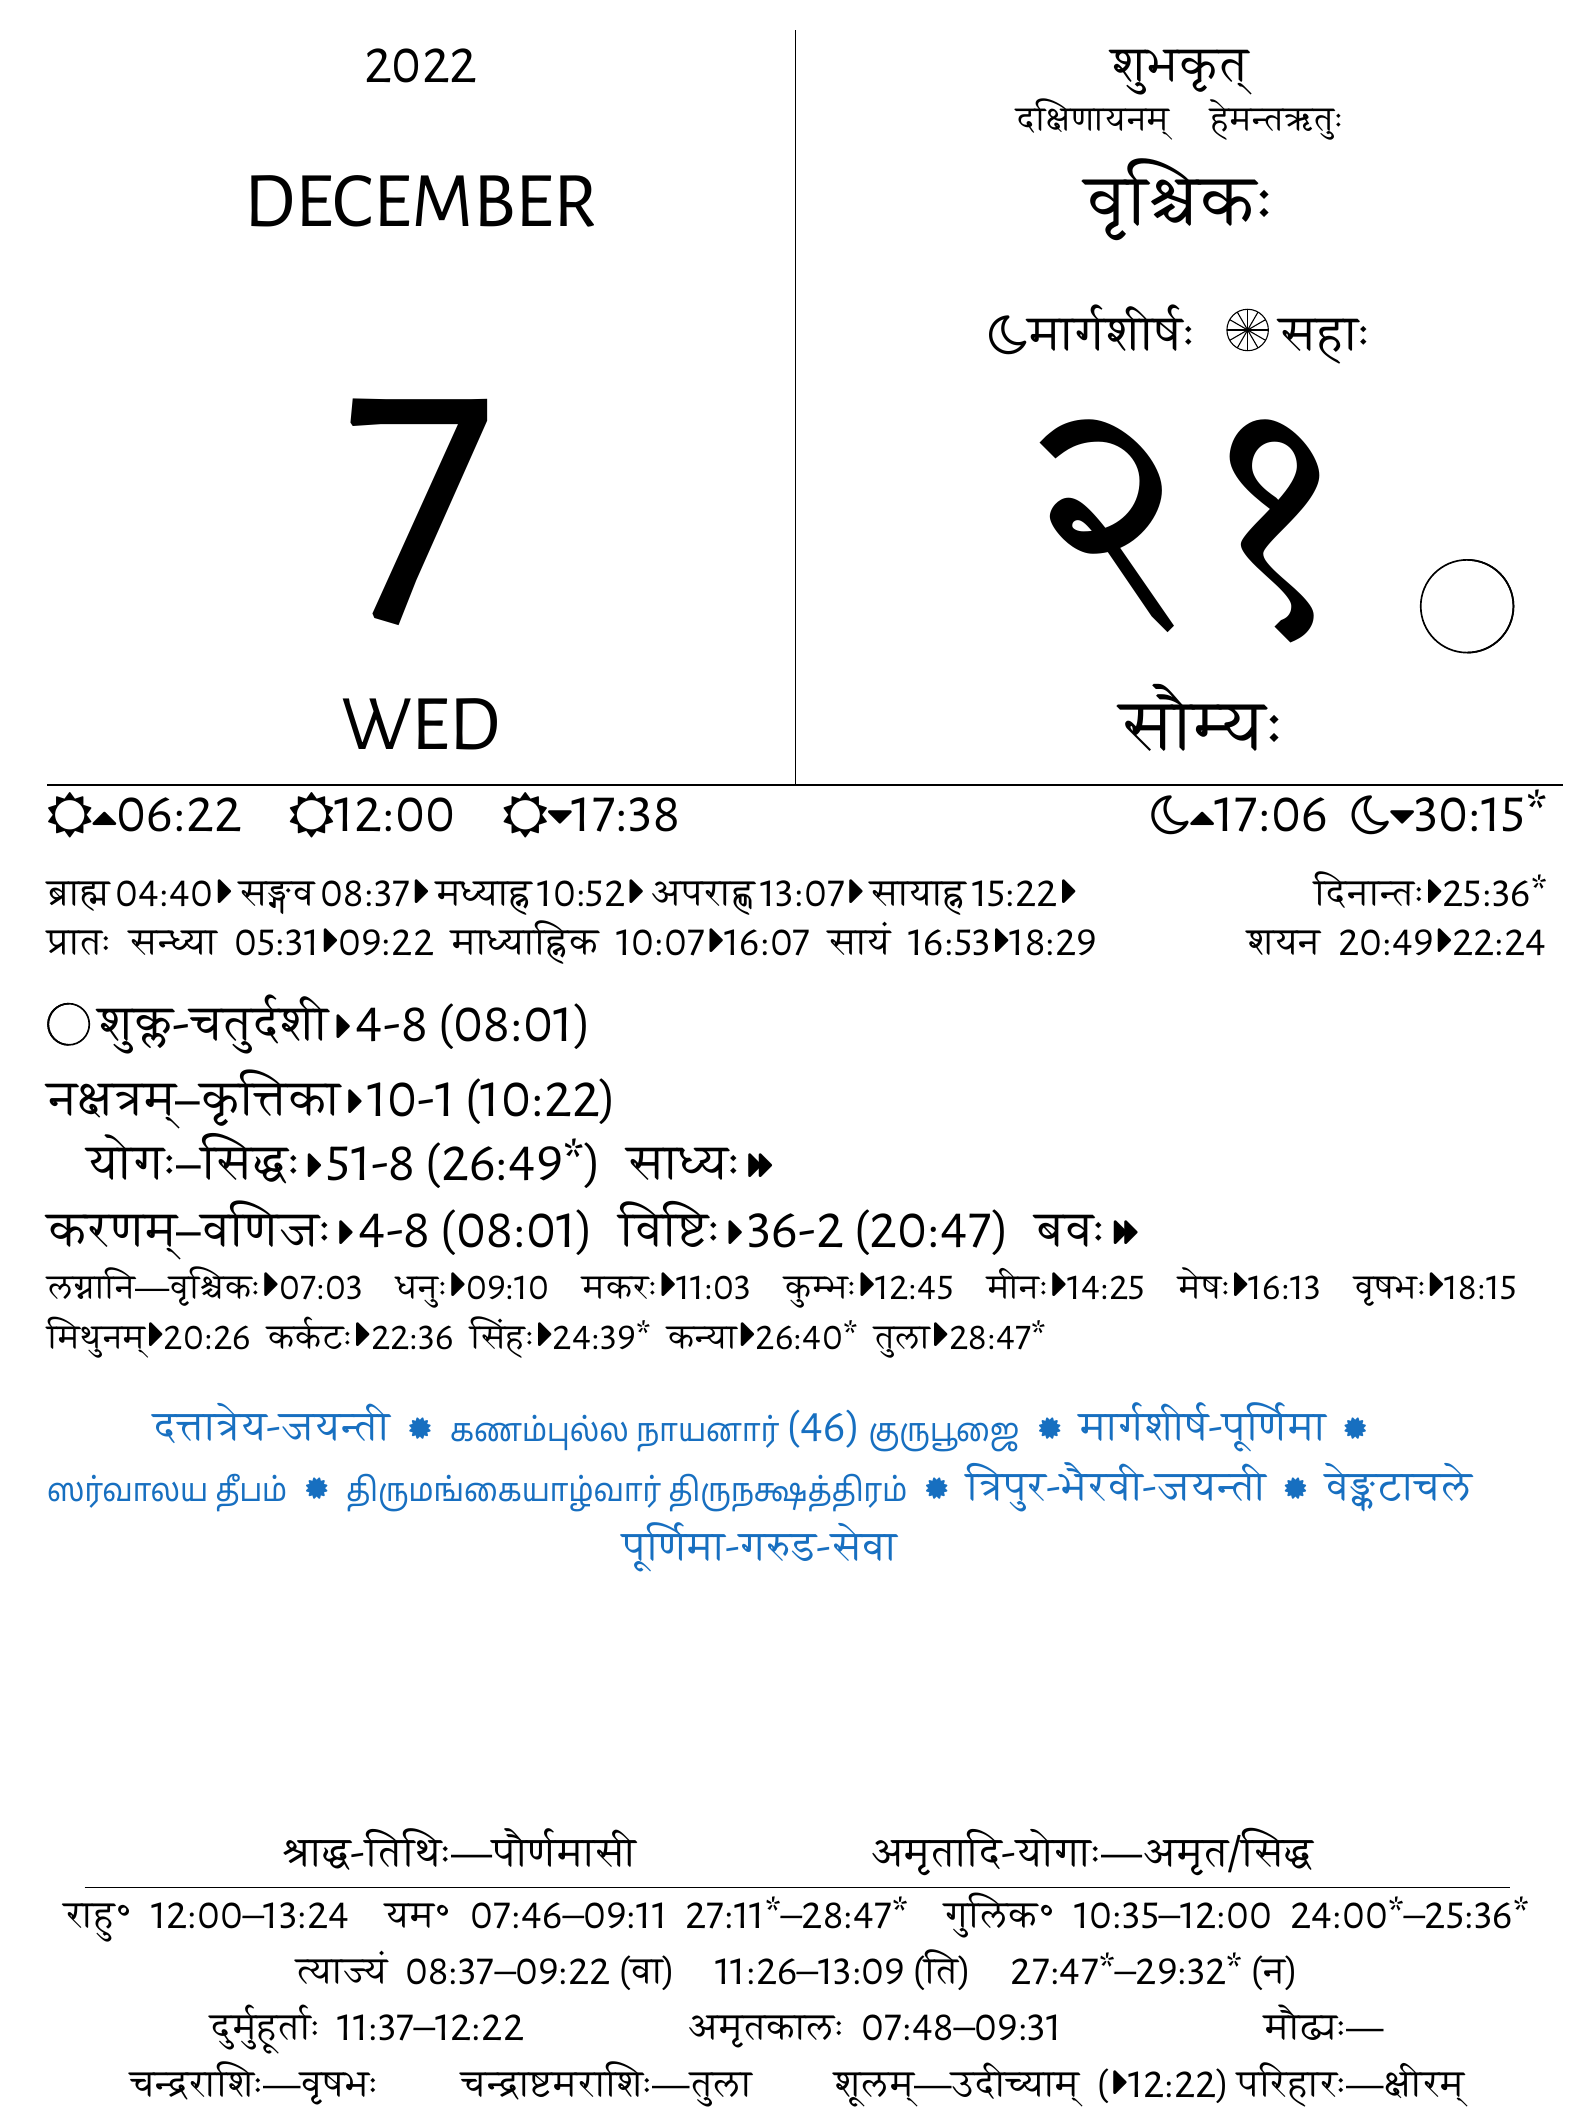 2022
DECEMBER
7
WED
शुभकृत्
दक्षिणायनम् हेमन्तऋतुः
वृश्चिकः
मार्गशीर्षः सहाः
२१
सौम्यः
06:22 12:00 17:38 17:06 30:15*
ब्राह्म 04:40 सङ्गव 08:37 मध्याह्न 10:52 अपराह्ण 13:07 सायाह्न 15:22 दिनान्तः 25:36*
प्रातः सन्ध्या 05:31 09:22 माध्याह्निक 10:07 16:07 सायं 16:53 18:29 शयन 20:49 22:24
शुक्ल-चतुर्दशी 4-8 (08:01)
नक्षत्रम्–कृत्तिका 10-1 (10:22)
योगः–सिद्धः 51-8 (26:49*) साध्यः
करणम्–वणिजः 4-8 (08:01) विष्टिः 36-2 (20:47) बवः
लग्नानि—वृश्चिकः 07:03 धनुः 09:10 मकरः 11:03 कुम्भः 12:45 मीनः 14:25 मेषः 16:13 वृषभः 18:15
मिथुनम् 20:26 कर्कटः 22:36 सिंहः 24:39* कन्या 26:40* तुला 28:47*
दत्तात्रेय-जयन्ती ✹ கணம்புல்ல நாயனார் (46) குருபூஜை ✹ मार्गशीर्ष-पूर्णिमा ✹
ஸர்வாலய தீபம் ✹ திருமங்கையாழ்வார் திருநக்ஷத்திரம் ✹ त्रिपुर-भैरवी-जयन्ती ✹ वेङ्कटाचले
पूर्णिमा-गरुड-सेवा
श्राद्ध-तिथिः—पौर्णमासी अमृतादि-योगाः—अमृत/सिद्ध
राहु॰ 12:00–13:24 यम॰ 07:46–09:11 27:11*–28:47* गुलिक॰ 10:35–12:00 24:00*–25:36*
त्याज्यं 08:37–09:22 (वा) 11:26–13:09 (ति) 27:47*–29:32* (न)
दुर्मुहूर्ताः 11:37–12:22 अमृतकालः 07:48–09:31 मौढ्यः—
चन्द्रराशिः—वृषभः चन्द्राष्टमराशिः—तुला शूलम्—उदीच्याम् (12:22) परिहारः—क्षीरम्